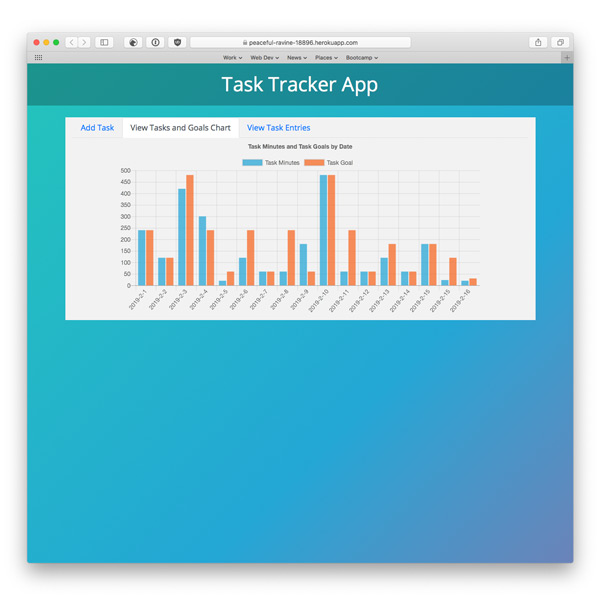 peaceful-ravine-18896.herokuapp.com
Work Web Dev News Places Bootcamp
Task Tracker App
Add Task View Tasks and Goals Chart View Task Entries
Task Minutes and Task Goals by Date
Task Minutes Task Goal
500
450
400
350
300
250
200
150
100
50
0
2019-2-1 2019-2-2 2019-2-3 2019-2-4 2019-2-5 2019-2-6 2019-2-7 2019-2-8 2019-2-9 2019-2-10 2019-2-11 2019-2-12 2019-2-13 2019-2-14 2019-2-15 2019-2-15 2019-2-16